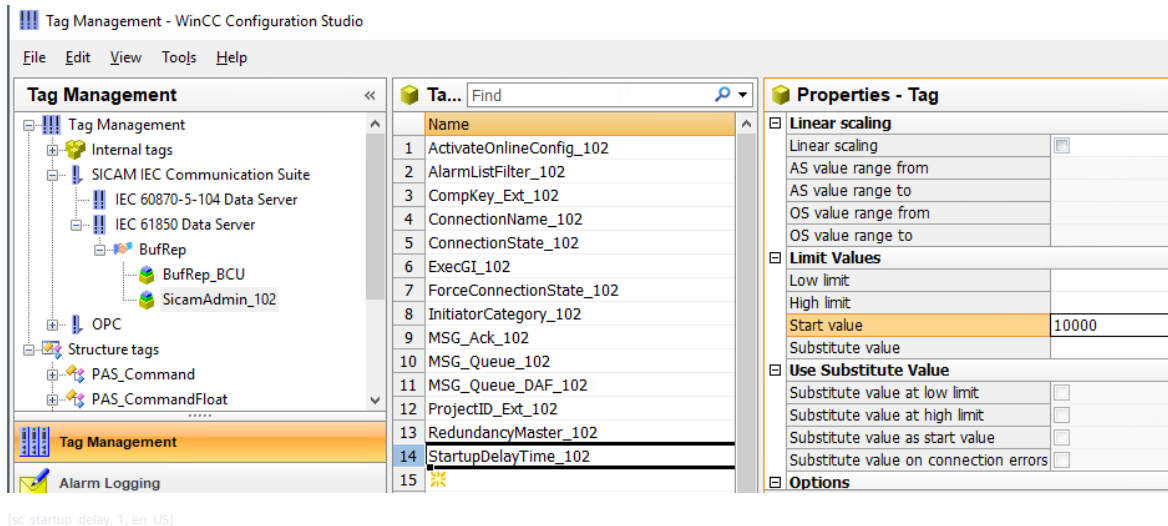 Tag Management - WinCC Configuration Studio
File Edit View Tools Help
Tag Management «
Tag Management
Internal tags
SICAM IEC Communication Suite
IEC 60870-5-104 Data Server
IEC 61850 Data Server
BufRep
BufRep_BCU
SicamAdmin_102
OPC
Structure tags
PAS_Command
PAS_CommandFloat
Tag Management
Alarm Logging
Ta... Find
Name
1 ActivateOnlineConfig_102
2 AlarmListFilter_102
3 CompKey_Ext_102
4 ConnectionName_102
5 ConnectionState_102
6 ExecGI_102
7 ForceConnectionState_102
8 InitiatorCategory_102
9 MSG_Ack_102
10 MSG_Queue_102
11 MSG_Queue_DAF_102
12 ProjectID_Ext_102
13 RedundancyMaster_102
14 StartupDelayTime_102
15
Properties - Tag
Linear scaling
Linear scaling
AS value range from
AS value range to
OS value range from
OS value range to
Limit Values
Low limit
High limit
Start value 10000
Substitute value
Use Substitute Value
Substitute value at low limit
Substitute value at high limit
Substitute value as start value
Substitute value on connection errors
Options
[sc_startup_delay, 1, en_US]